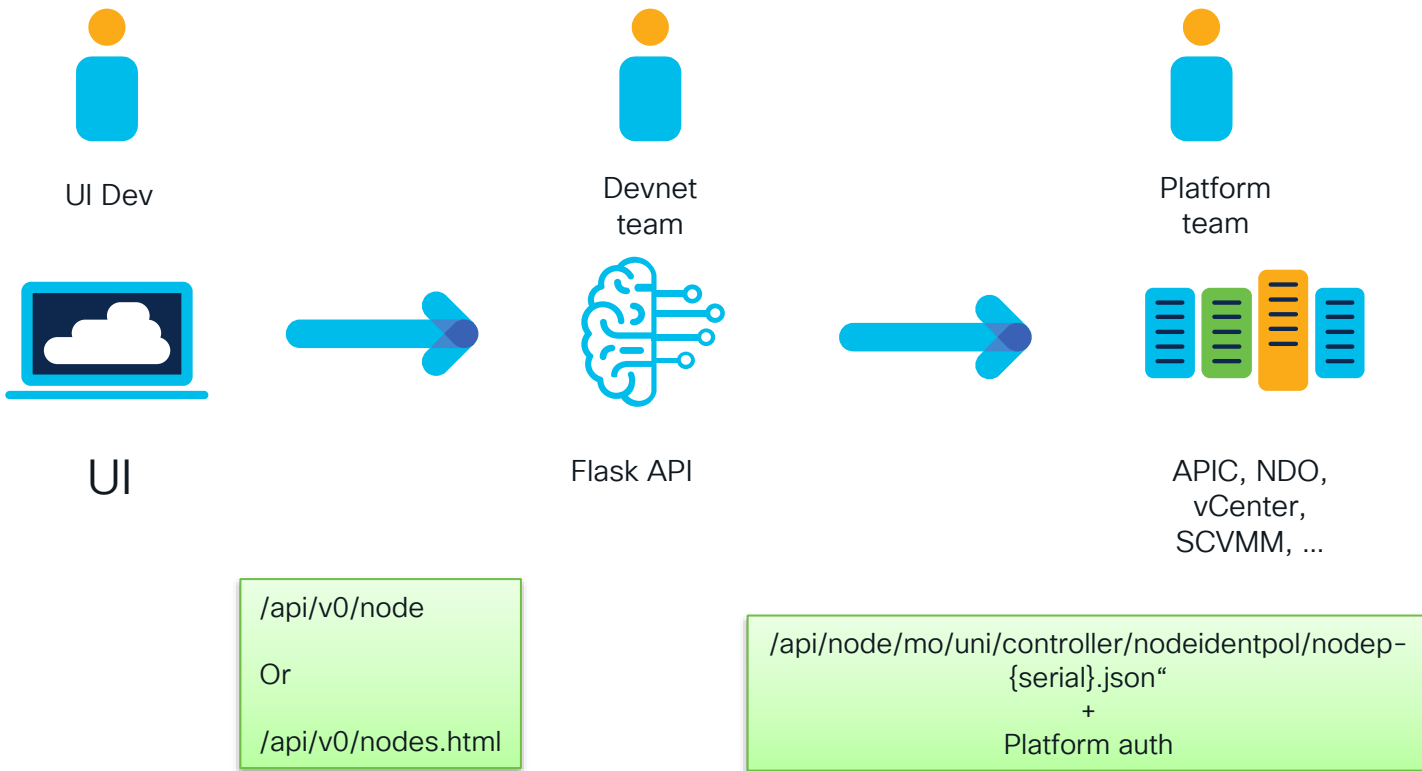 UI Dev
Devnet
team
Platform
team
UI
Flask API
APIC, NDO,
vCenter,
SCVMM, ...
/api/v0/node
Or
/api/v0/nodes.html
/api/node/mo/uni/controller/nodeidentpol/nodep-
{serial}.json“
+
Platform auth